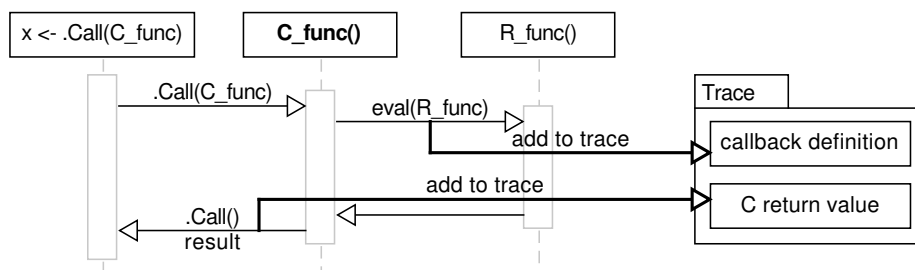 x <- .Call(C_func)
C_func()
R_func()
.Call(C_func)
eval(R_func)
Trace
add to trace
callback definition
add to trace
C return value
.Call()
result